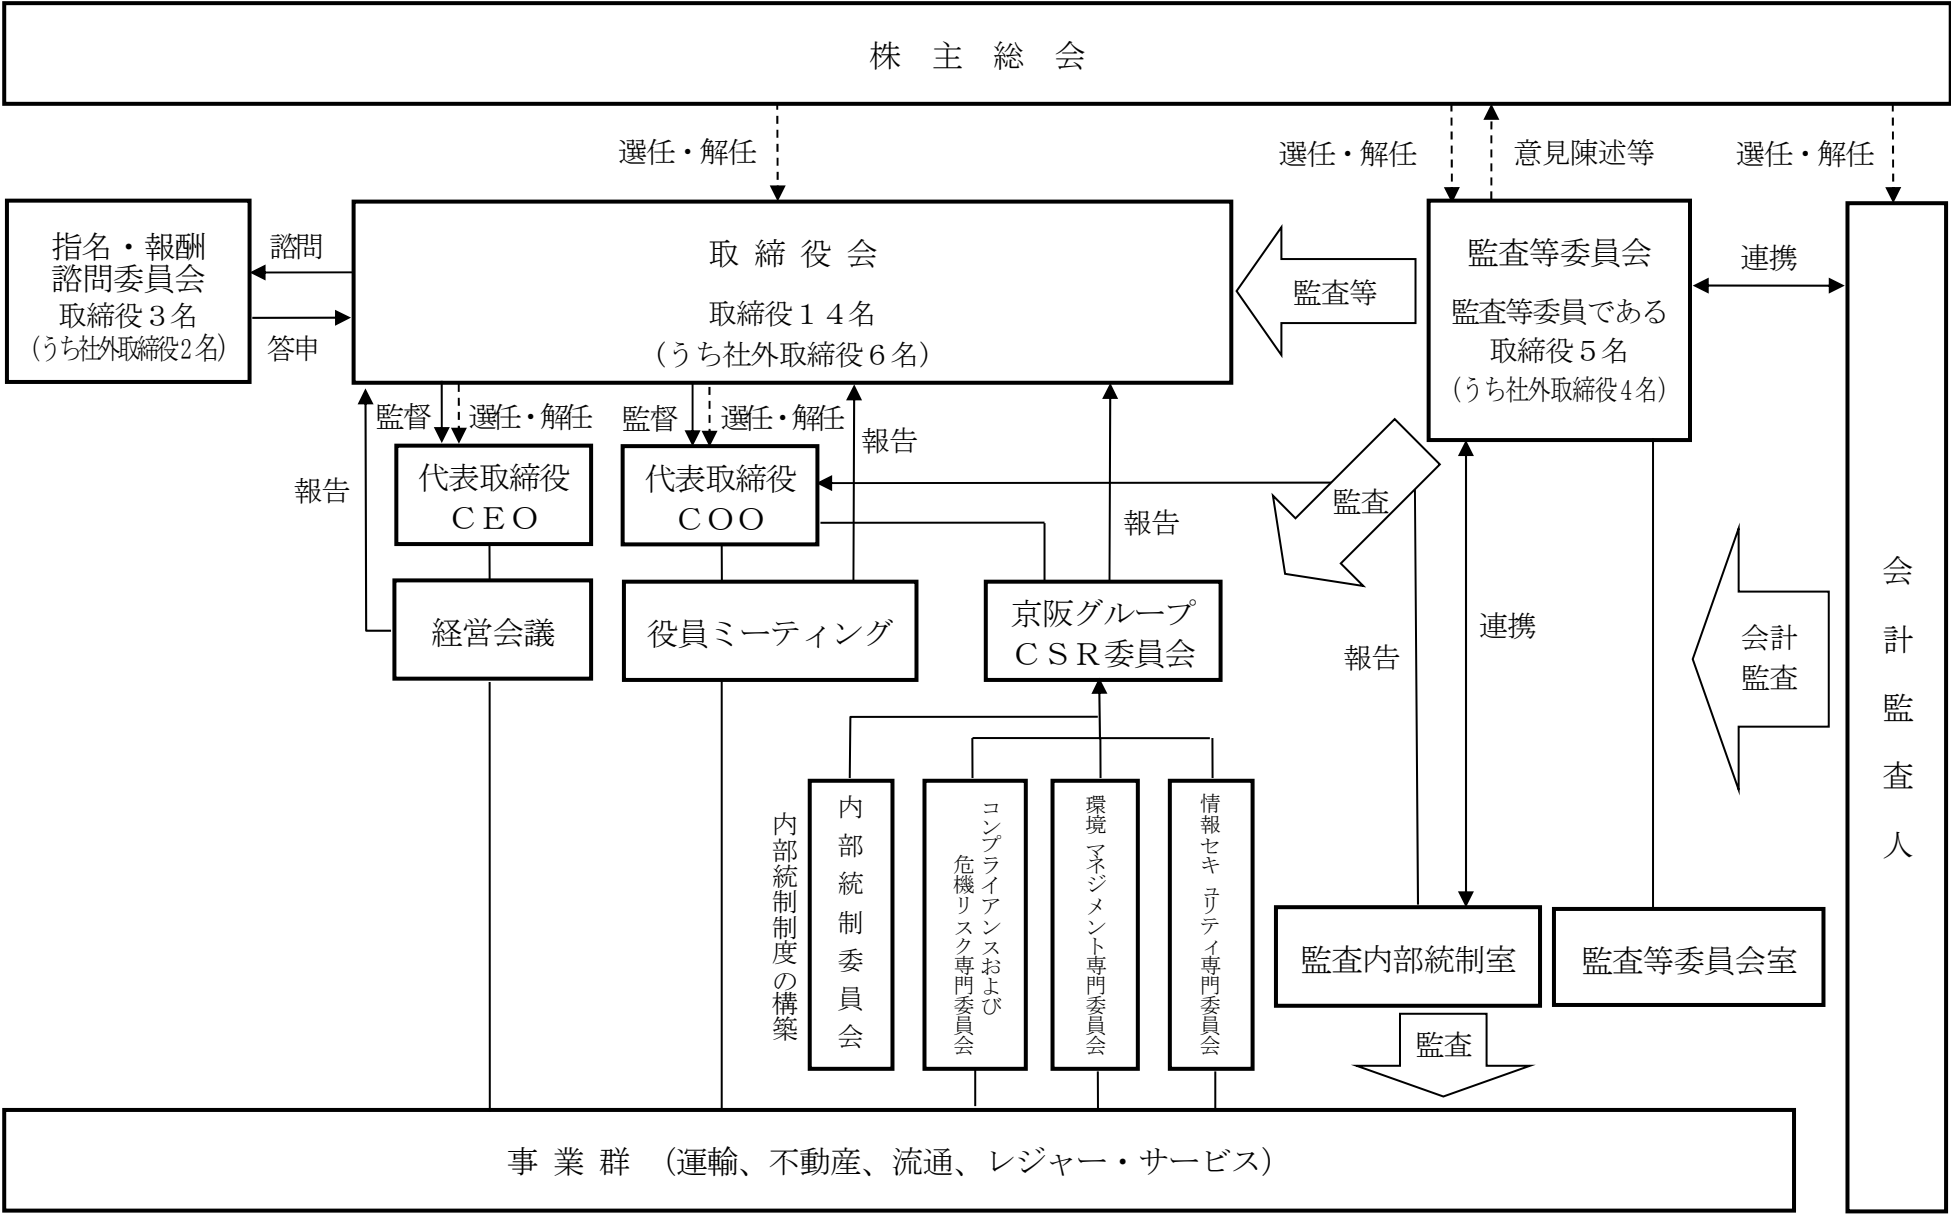 株 主 総 会
選任・解任
選任・解任
意見陳述等
選任・解任
指名・報酬
諮問委員会
取締役３名
（うち社外取締役２名）
諮問
答申
取 締 役 会
取締役１４名
（うち社外取締役６名）
監査等
監査等委員会
監査等委員である
取締役５名
（うち社外取締役４名）
連携
監督
選任・解任
監督
選任・解任
報告
報告
代表取締役
ＣＥＯ
代表取締役
ＣＯＯ
報告
監査
経営会議
役員ミーティング
京阪グループ
ＣＳＲ委員会
報告
連携
会計
監査
会計監査人
内部統制制度の構築
内部統制委員会
コンプライアンスおよび
危機リスク専門委員会
環境マネジメント専門委員会
情報セキュリティ専門委員会
監査内部統制室
監査等委員会室
監査
事 業 群 （運輸、不動産、流通、レジャー・サービス）